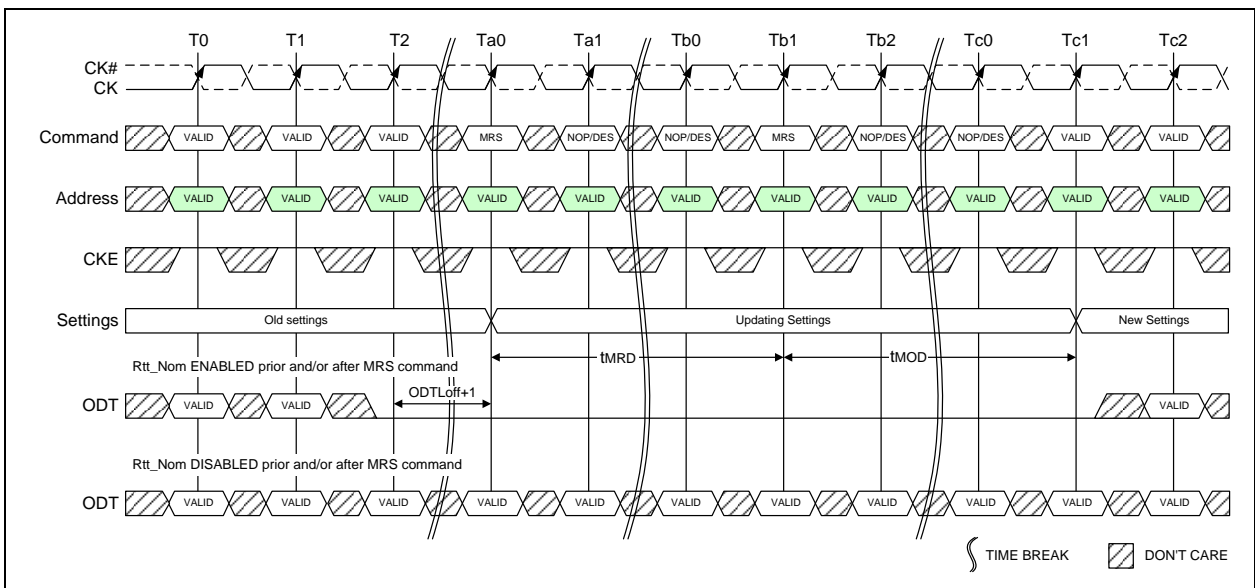 T0 T1 T2 Ta0 Ta1 Tb0 Tb1 Tb2 Tc0 Tc1 Tc2
CK#
CK
Command VALID VALID VALID MRS NOP/DES NOP/DES MRS NOP/DES NOP/DES VALID VALID
Address VALID VALID VALID VALID VALID VALID VALID VALID VALID VALID VALID
CKE
Settings Old settings Updating Settings New Settings
tMRD tMOD
Rtt_Nom ENABLED prior and/or after MRS command
ODTLoff+1
ODT VALID VALID VALID
Rtt_Nom DISABLED prior and/or after MRS command
ODT VALID VALID VALID VALID VALID VALID VALID VALID VALID VALID VALID
TIME BREAK DON'T CARE